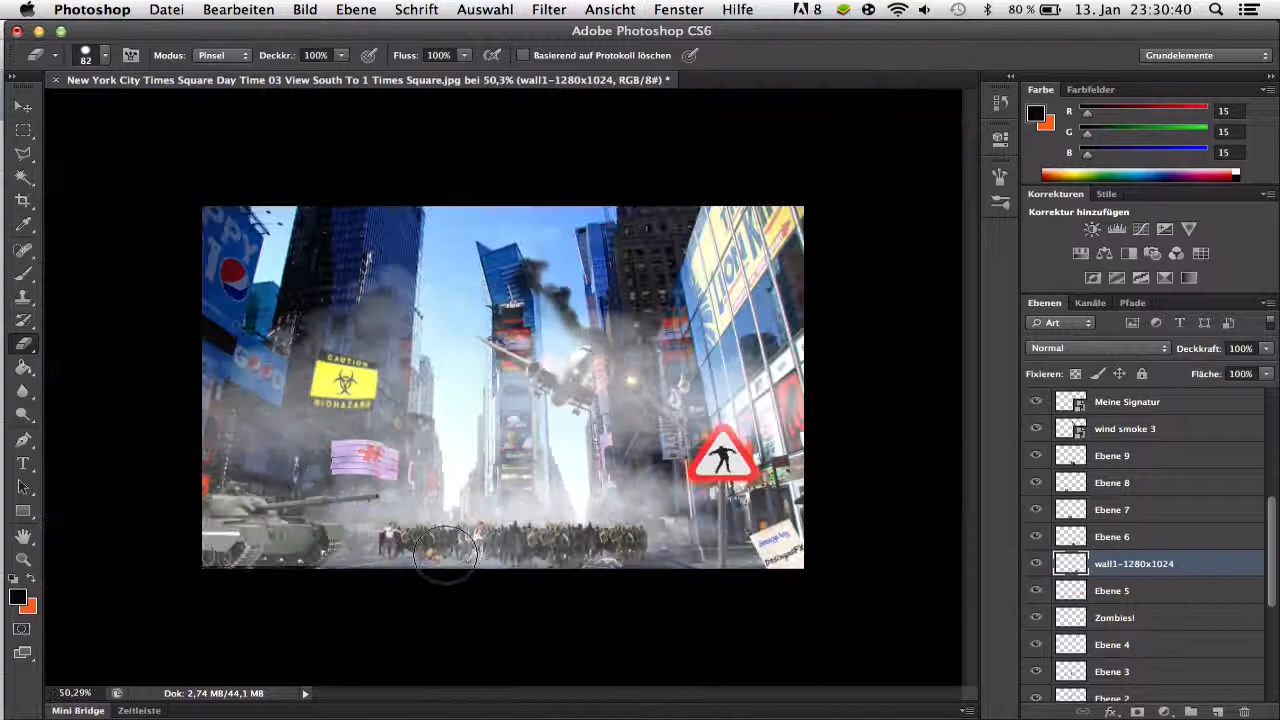 Photoshop Datei Bearbeiten Bild Ebene Schrift Auswahl Filter Ansicht Fenster Hilfe 8 80 % 13. Jan 23:30:40
Adobe Photoshop CS6
82 Modus: Pinsel Deckkr.: 100% Fluss: 100% Basierend auf Protokoll löschen Grundelemente
× New York City Times Square Day Time 03 View South To 1 Times Square.jpg bei 50,3% (wall1-1280x1024, RGB/8#) *
Farbe Farbfelder
R 15
G 15
B 15
Korrekturen Stile
Korrektur hinzufügen
Ebenen Kanäle Pfade
Art
Normal Deckkraft: 100%
Fixieren: Fläche: 100%
Meine Signatur
wind smoke 3
Ebene 9
Ebene 8
Ebene 7
Ebene 6
wall1-1280x1024
Ebene 5
Zombies!
Ebene 4
Ebene 3
Ebene 2
CAUTION
BIOHAZARD
50,29% Dok: 2,74 MB/44,1 MB
Mini Bridge Zeitleiste